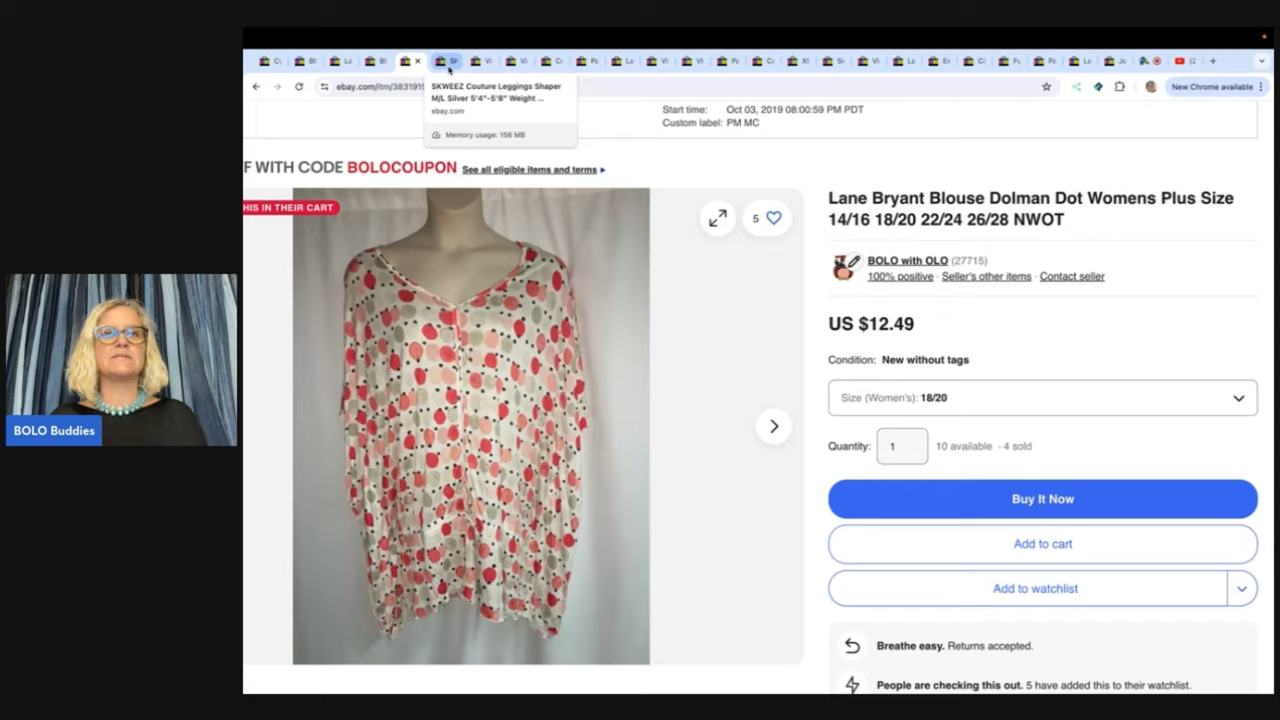 New Chrome available
ebay.com/itm/383191
SKWEEZ Couture Leggings Shaper
M/L Silver 5'4"-5'8" Weight ...
ebay.com
Memory usage: 156 MB
Start time: Oct 03, 2019 08:00:59 PM PDT
Custom label: PM MC
F WITH CODE BOLOCOUPON See all eligible items and terms ▸
HIS IN THEIR CART
5
Lane Bryant Blouse Dolman Dot Womens Plus Size
14/16 18/20 22/24 26/28 NWOT
BOLO with OLO (27715)
100% positive · Seller's other items · Contact seller
US $12.49
Condition: New without tags
Size (Women's): 18/20
Quantity: 1 10 available · 4 sold
Buy It Now
Add to cart
Add to watchlist
Breathe easy. Returns accepted.
People are checking this out. 5 have added this to their watchlist.
BOLO Buddies